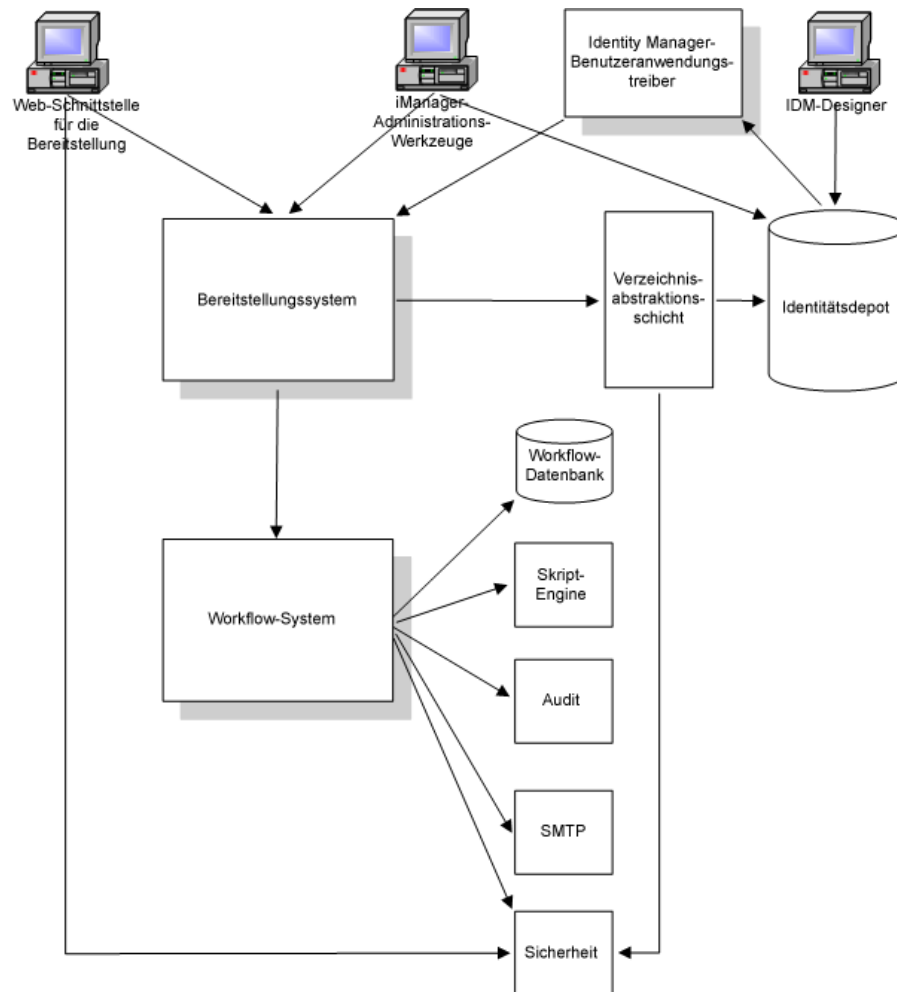 Web-Schnittstelle
für die
Bereitstellung
iManager-
Administrations-
Werkzeuge
Identity Manager-
Benutzeranwendungs-
treiber
IDM-Designer
Bereitstellungssystem
Verzeichnis-
abstraktions-
schicht
Identitätsdepot
Workflow-
Datenbank
Skript-
Engine
Workflow-System
Audit
SMTP
Sicherheit